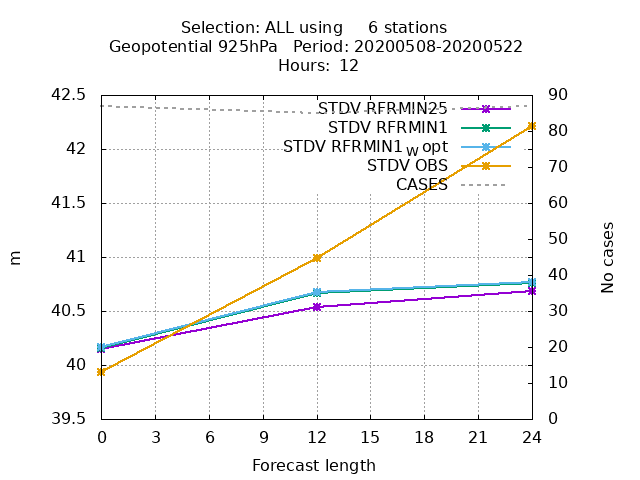 Selection: ALL using 6 stations
Geopotential 925hPa Period: 20200508-20200522
Hours: 12
42.5
42
41.5
41
40.5
40
39.5
m
STDV RFRMIN25
STDV RFRMIN1
STDV RFRMIN1wopt
STDV OBS
CASES
90
80
70
60
50
40
30
20
10
0
No cases
0 3 6 9 12 15 18 21 24
Forecast length